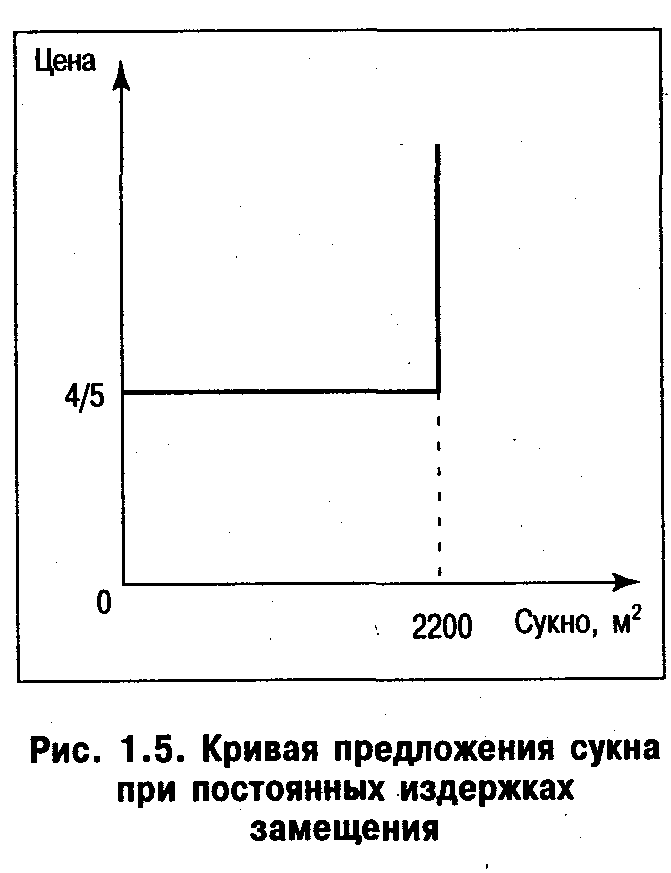 Цена
4/5
0
2200
Сукно, м²
Рис. 1.5. Кривая предложения сукна
при постоянных издержках
замещения